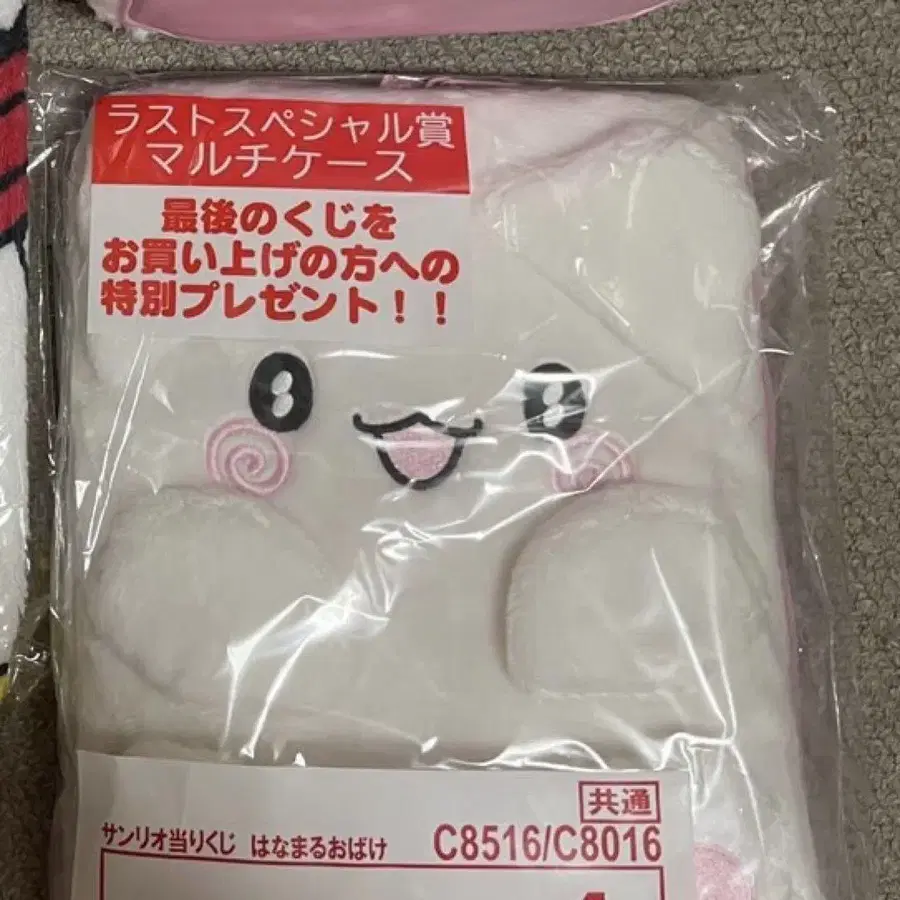 ラストスペシャル賞
マルチケース
最後のくじを
お買い上げの方への
特別プレゼント！！
共通
サンリオ当りくじ はなまるおばけ C8516/C8016